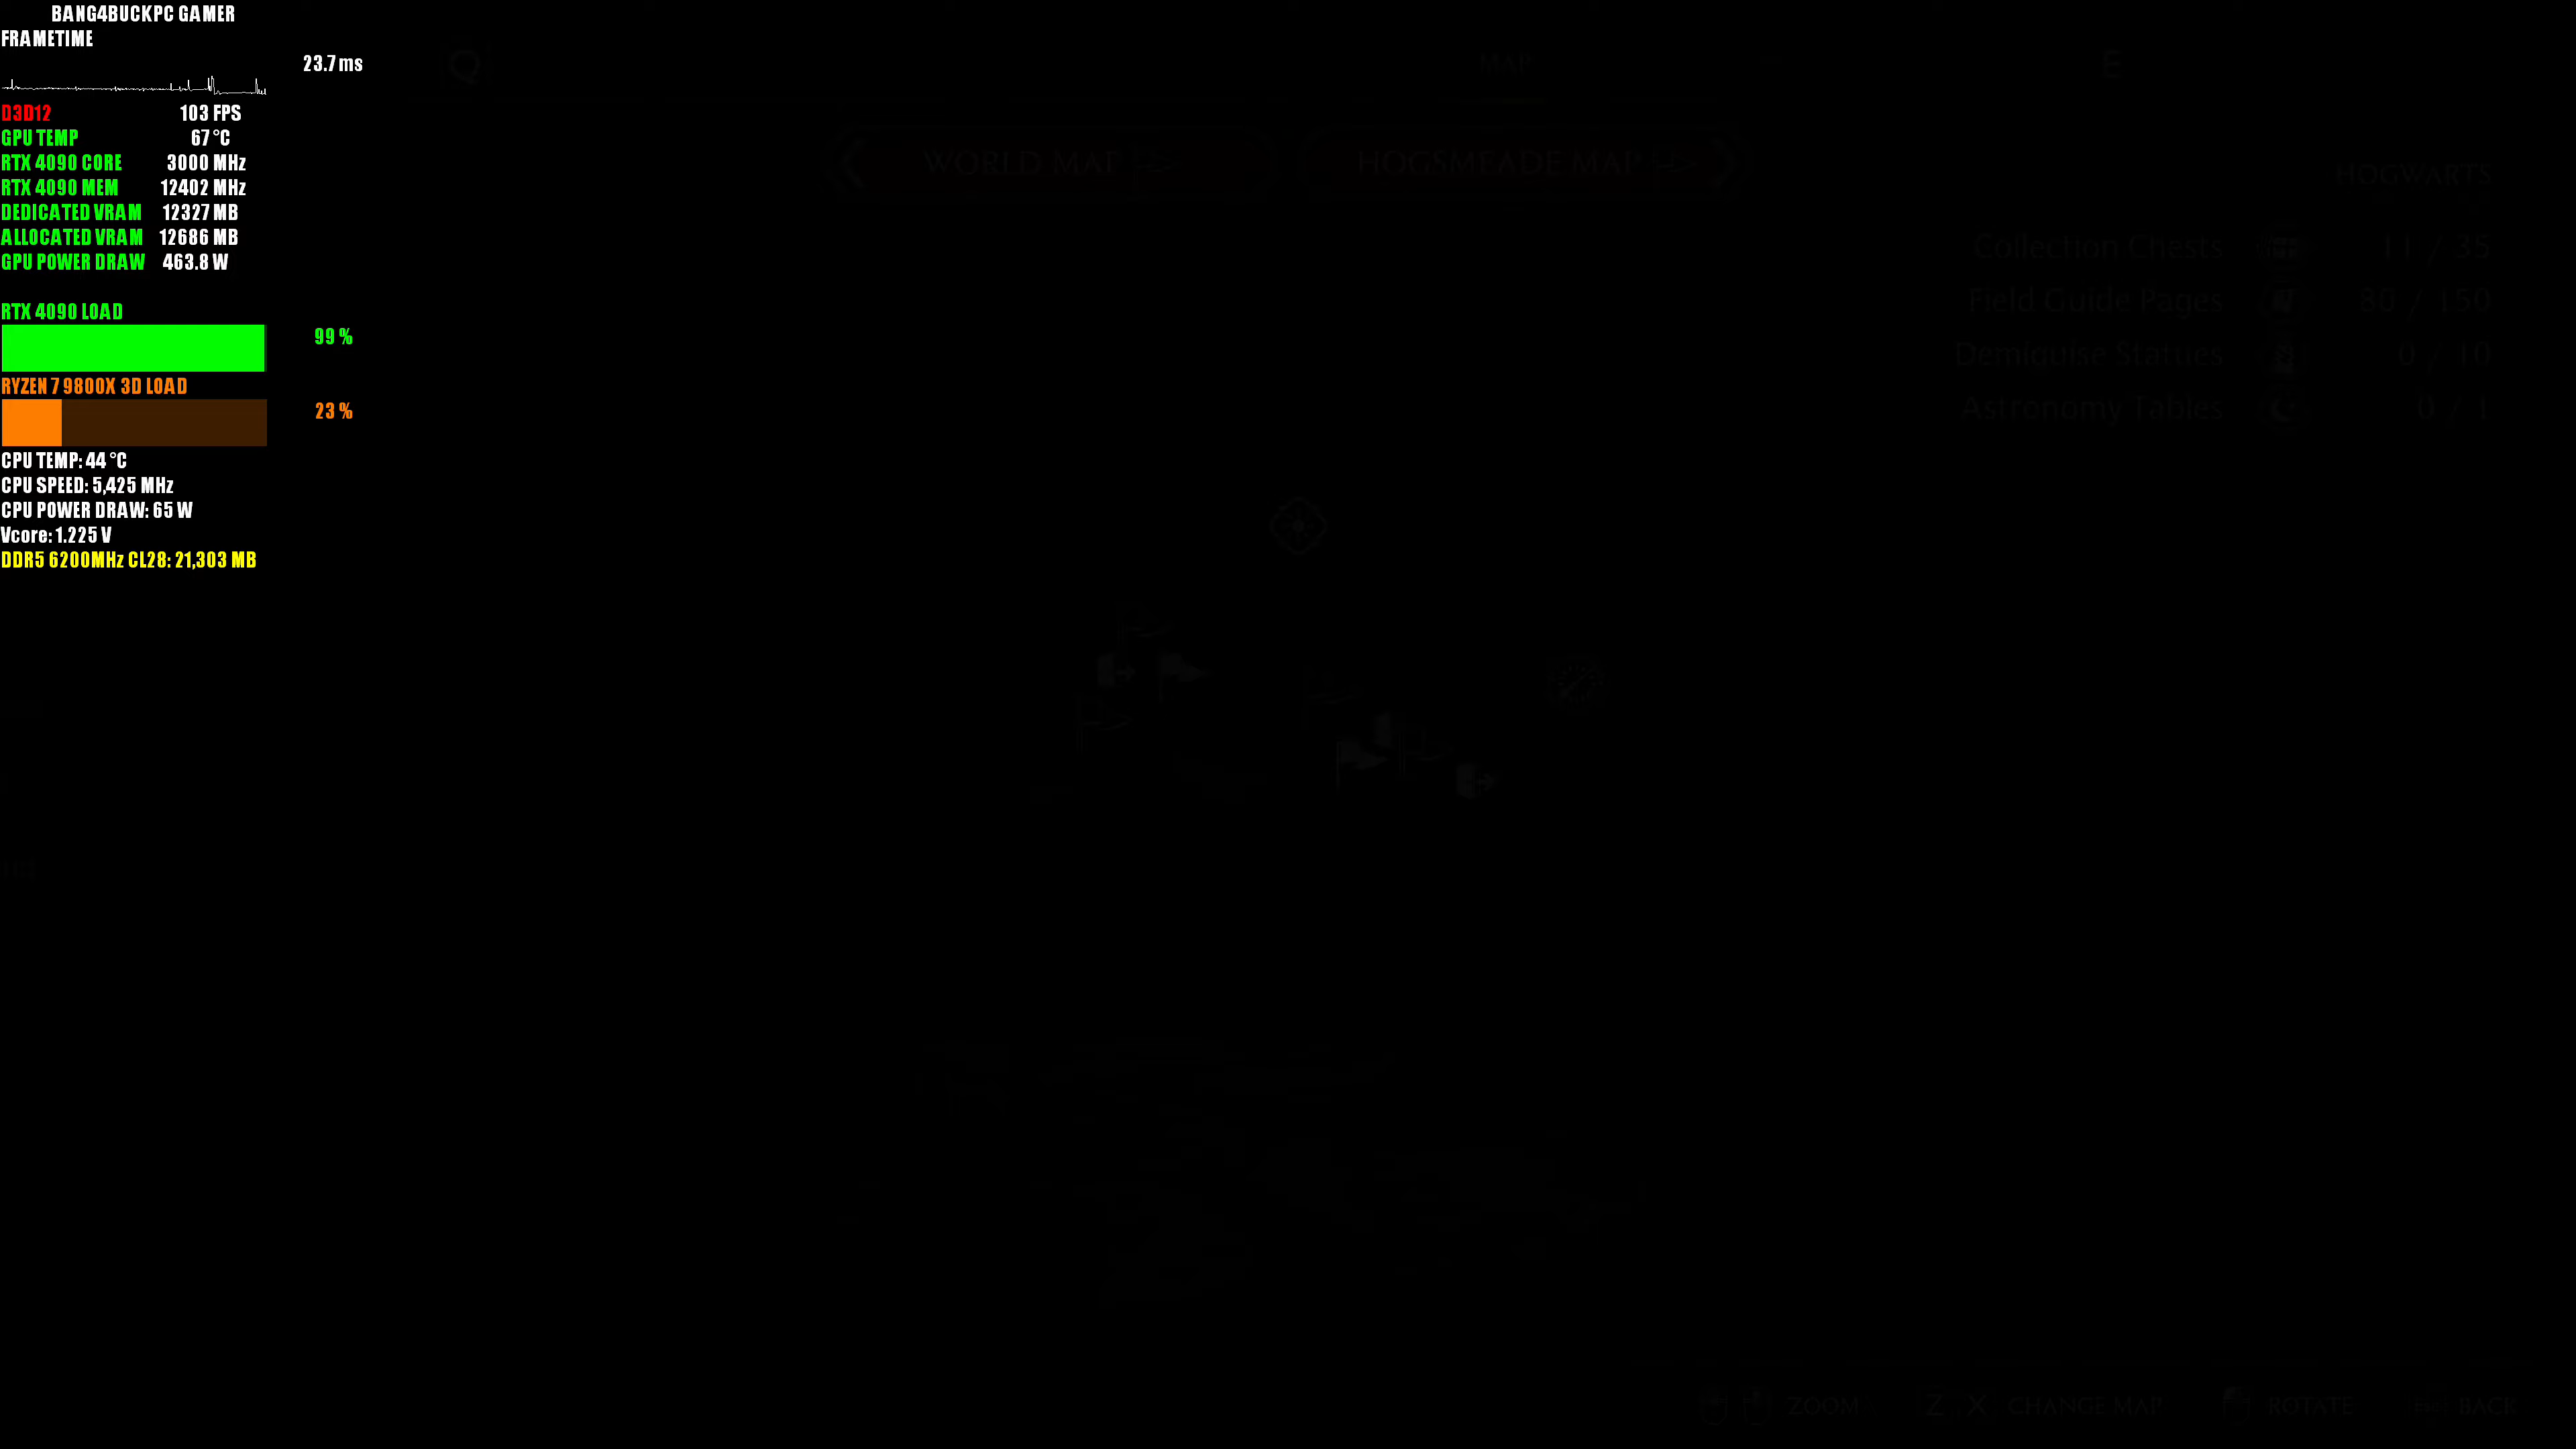 BANG4BUCKPC GAMER
FRAMETIME
23.7 ms
D3D12 103 FPS
GPU TEMP 67 °C
RTX 4090 CORE 3000 MHz
RTX 4090 MEM 12402 MHz
DEDICATED VRAM 12327 MB
ALLOCATED VRAM 12686 MB
GPU POWER DRAW 463.8 W
RTX 4090 LOAD
99 %
RYZEN 7 9800X 3D LOAD
23 %
CPU TEMP: 44 °C
CPU SPEED: 5,425 MHz
CPU POWER DRAW: 65 W
Vcore: 1.225 V
DDR5 6200MHz CL28: 21,303 MB
Q MAP E
WORLD MAP HOGSMEADE MAP
HOGWARTS
Collection Chests 11 / 35
Field Guide Pages 80 / 150
Demiguise Statues 0 / 10
Astronomy Tables 0 / 1
ZOOM Z X CHANGE MAP ROTATE BACK